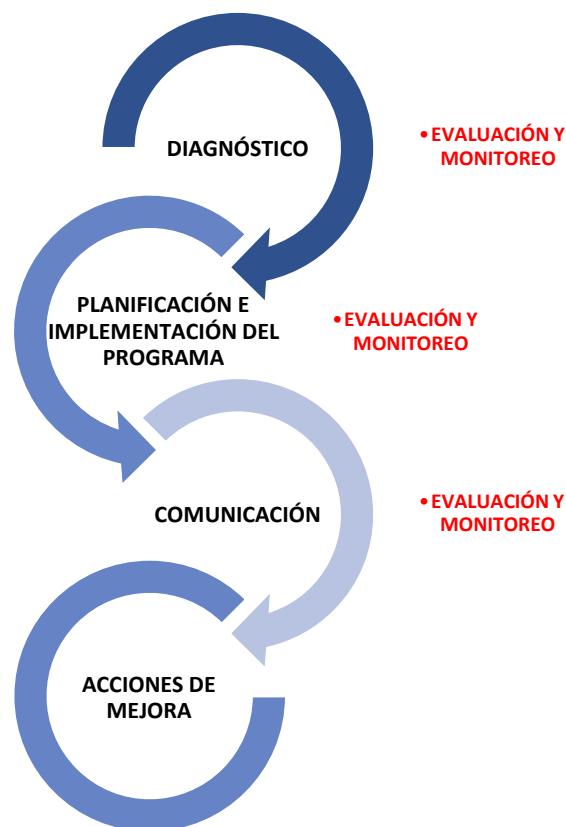 DIAGNÓSTICO
•EVALUACIÓN Y
MONITOREO
PLANIFICACIÓN E
IMPLEMENTACIÓN DEL
PROGRAMA
•EVALUACIÓN Y
MONITOREO
COMUNICACIÓN
•EVALUACIÓN Y
MONITOREO
ACCIONES DE
MEJORA